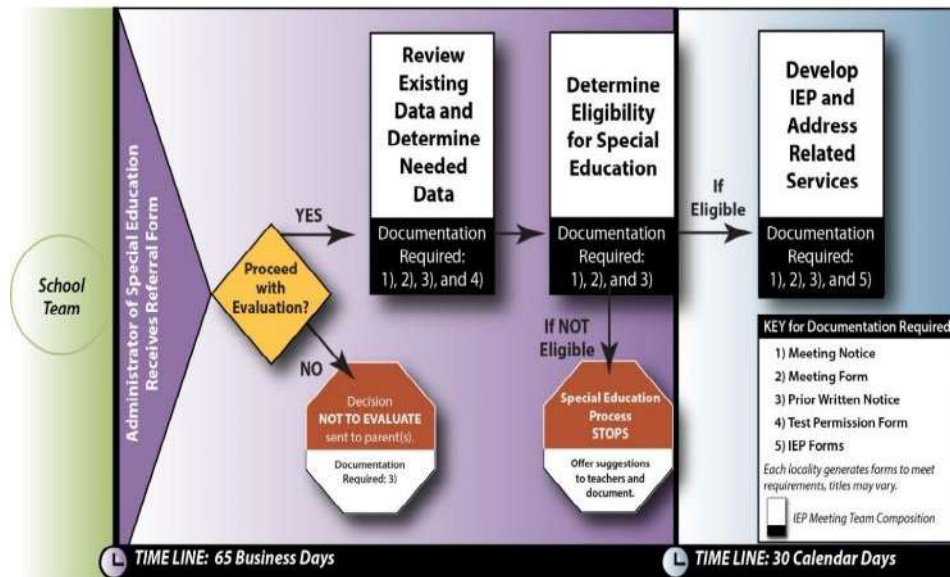 School
Team
Administrator of Special Education
Receives Referral Form
Proceed
with
Evaluation?
YES
NO
Review
Existing
Data and
Determine
Needed
Data
Documentation
Required:
1), 2), 3), and 4)
Decision
NOT TO EVALUATE
sent to parent(s).
Documentation
Required: 3)
Determine
Eligibility
for Special
Education
Documentation
Required:
1), 2), and 3)
If NOT
Eligible
Special Education
Process
STOPS
Offer suggestions
to teachers and
document.
If
Eligible
Develop
IEP and
Address
Related
Services
Documentation
Required:
1), 2), 3), and 5)
KEY for Documentation Required
1) Meeting Notice
2) Meeting Form
3) Prior Written Notice
4) Test Permission Form
5) IEP Forms
Each locality generates forms to meet
requirements, titles may vary.
IEP Meeting Team Composition
TIME LINE: 65 Business Days
TIME LINE: 30 Calendar Days